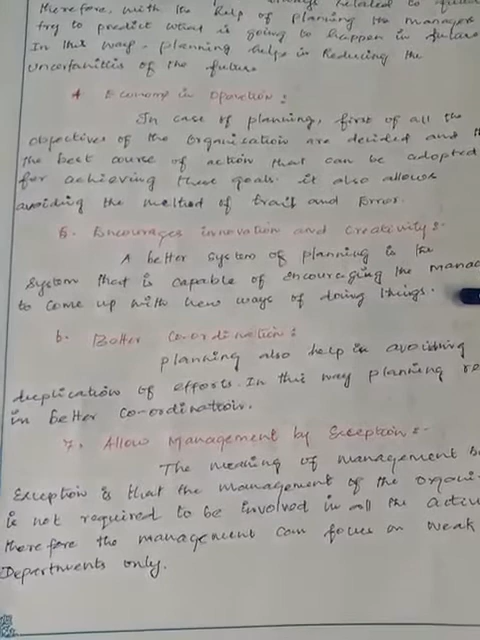 therefore, with the help of planning the manager
try to predict what is going to happen in future
In this way, planning helps in Reducing the
uncertainities of the future
4 Economy in Operation:
In case of planning, first of all the
objectives of the Organisation are decided and
the best course of action that can be adopted
for achieving these goals. it also allows
avoiding the method of trail and Error.
5. Encourages innovation and creativity:-
A better system of planning is the
System that is capable of encouraging the
to come up with new ways of doing things.
6. Better Co-ordination:
planning also help in avoiding
duplication of efforts. In this way planning
in better co-ordination.
7. Allow Management by Exception:-
The meaning of management
Exception is that the management of the
is not required to be involved in all the
therefore the management can focus on weak
Departments only.